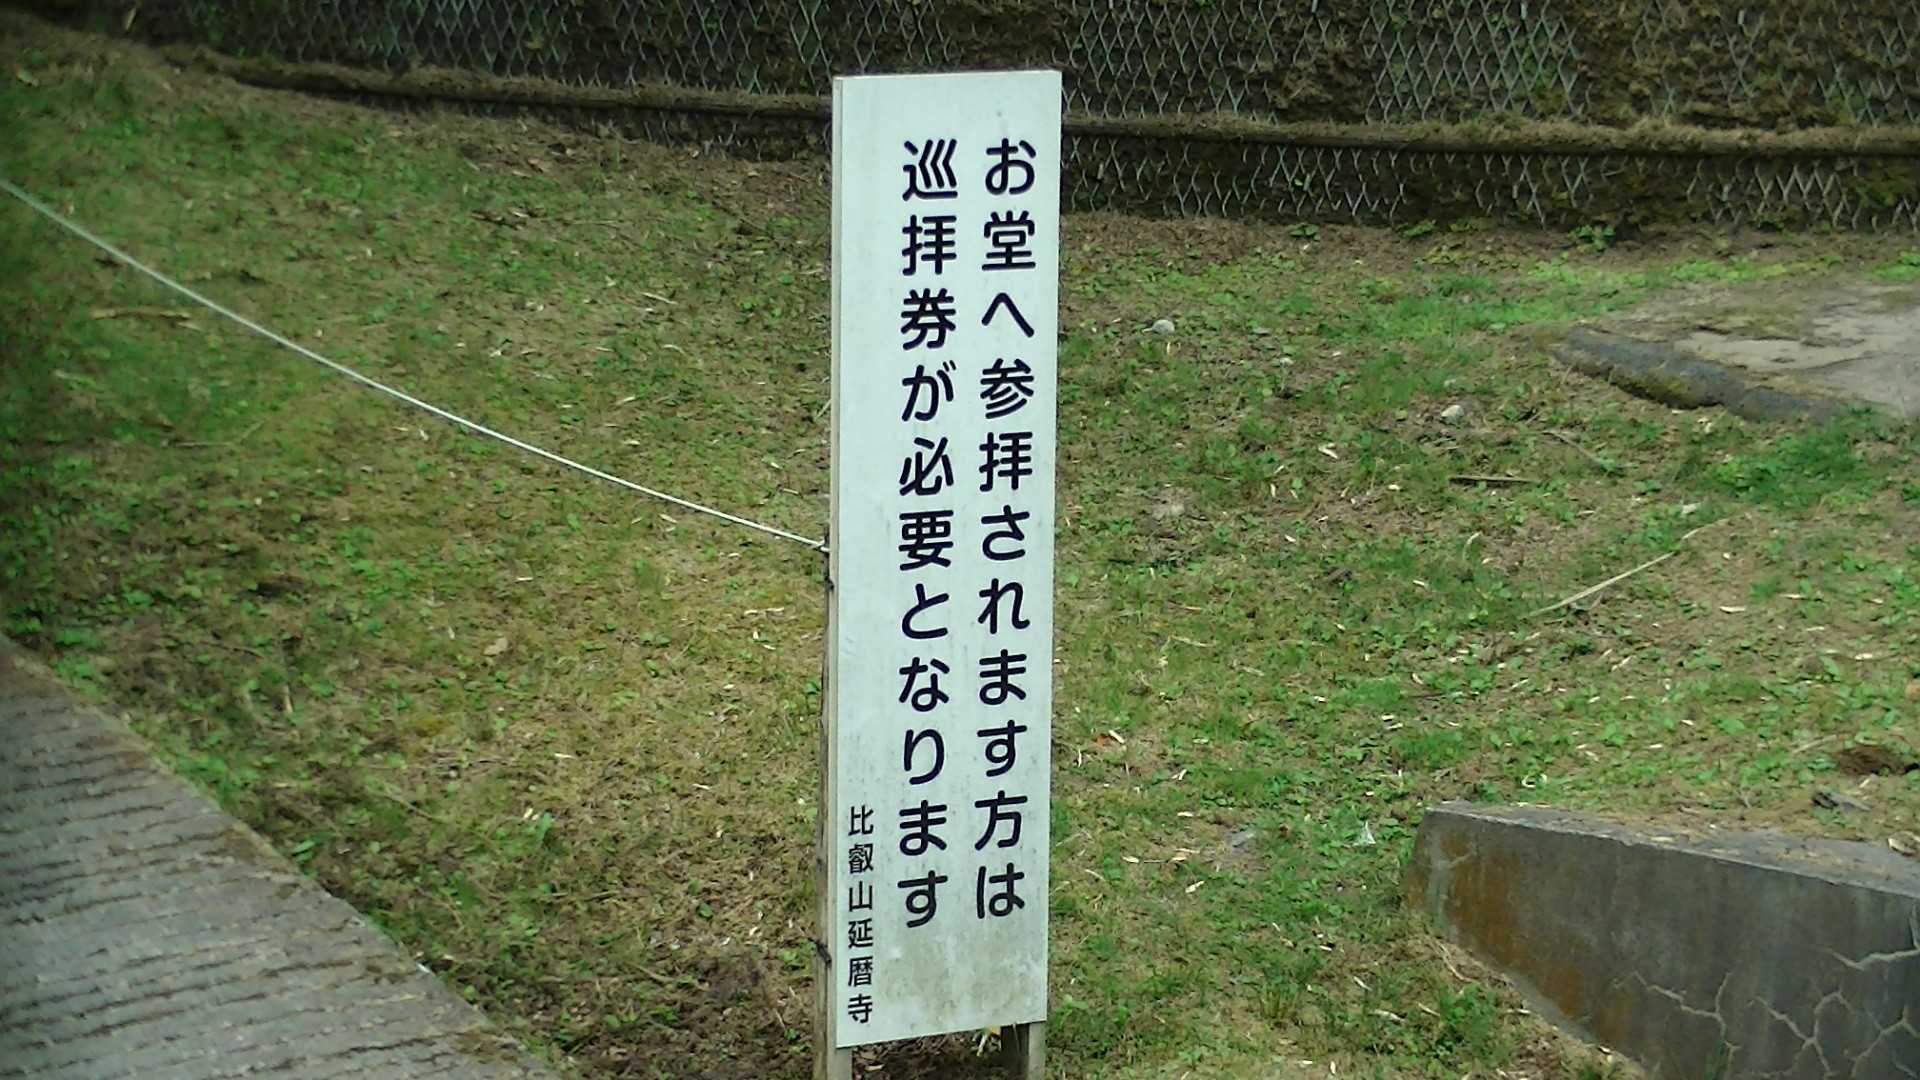 お堂へ参拝されます方は
巡拝券が必要となります
比叡山延暦寺